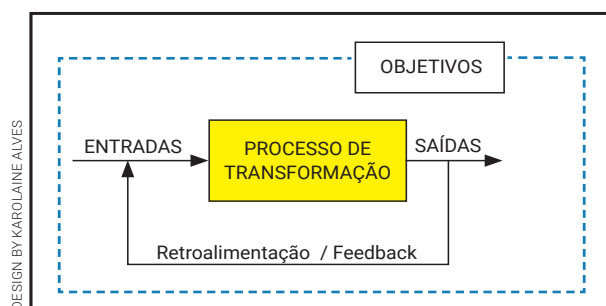 OBJETIVOS
ENTRADAS
PROCESSO DE
TRANSFORMAÇÃO
SAÍDAS
Retroalimentação / Feedback
DESIGN BY KAROLAINE ALVES